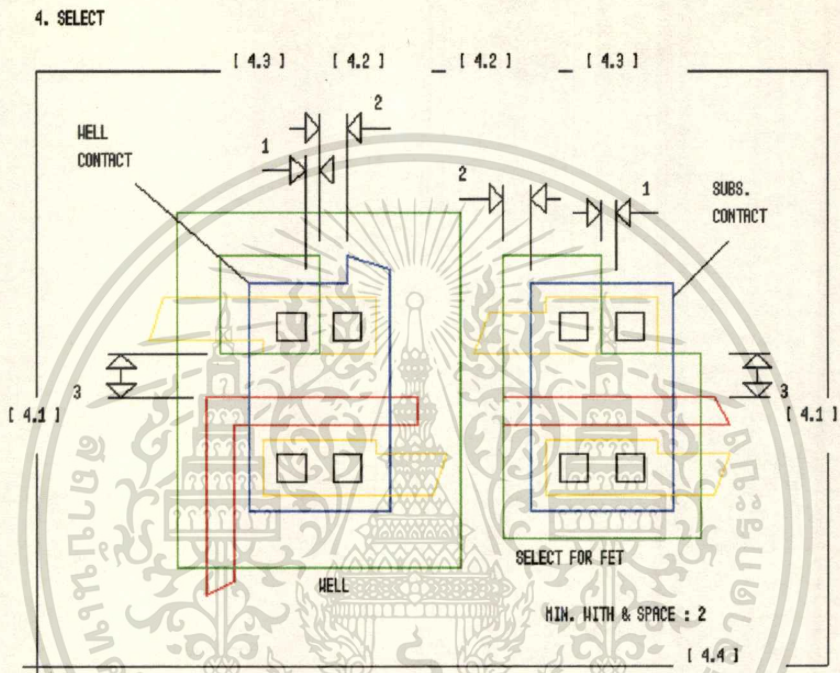 4. SELECT
[ 4.3 ] [ 4.2 ] [ 4.2 ] [ 4.3 ]
2
WELL
CONTACT
1
2
1
SUBS.
CONTACT
3
3
[ 4.1 ]
[ 4.1 ]
SELECT FOR FET
WELL
MIN. WITH & SPACE : 2
[ 4.4 ]